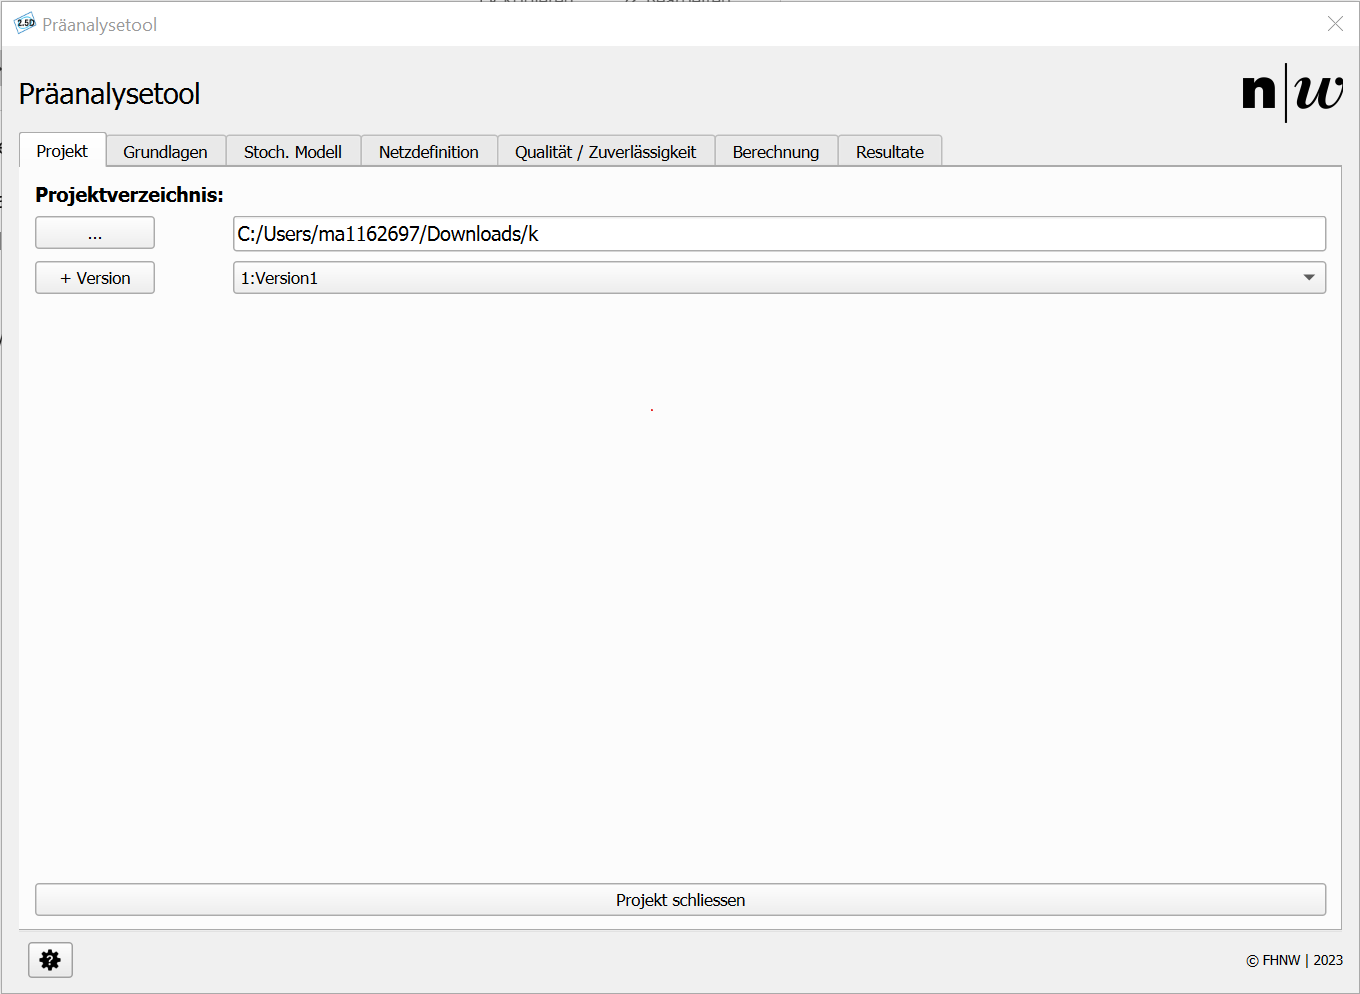 2.5D Präanalysetool
Präanalysetool
n|w
Projekt Grundlagen Stoch. Modell Netzdefinition Qualität / Zuverlässigkeit Berechnung Resultate
Projektverzeichnis:
... C:/Users/ma1162697/Downloads/k
+ Version 1:Version1
Projekt schliessen
?
© FHNW | 2023